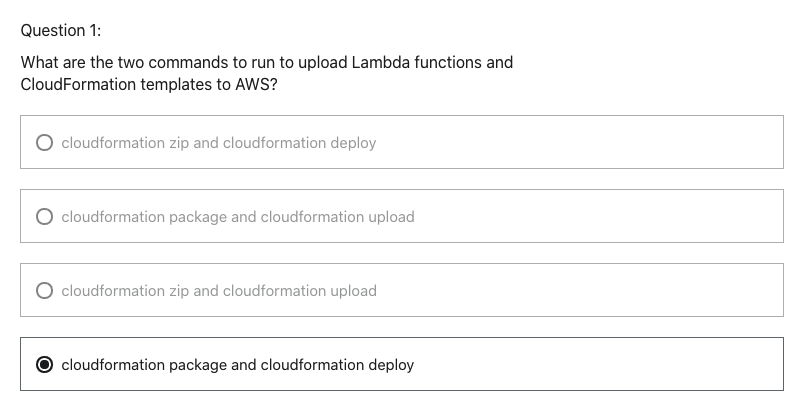 Question 1:
What are the two commands to run to upload Lambda functions and
CloudFormation templates to AWS?
cloudformation zip and cloudformation deploy
cloudformation package and cloudformation upload
cloudformation zip and cloudformation upload
cloudformation package and cloudformation deploy